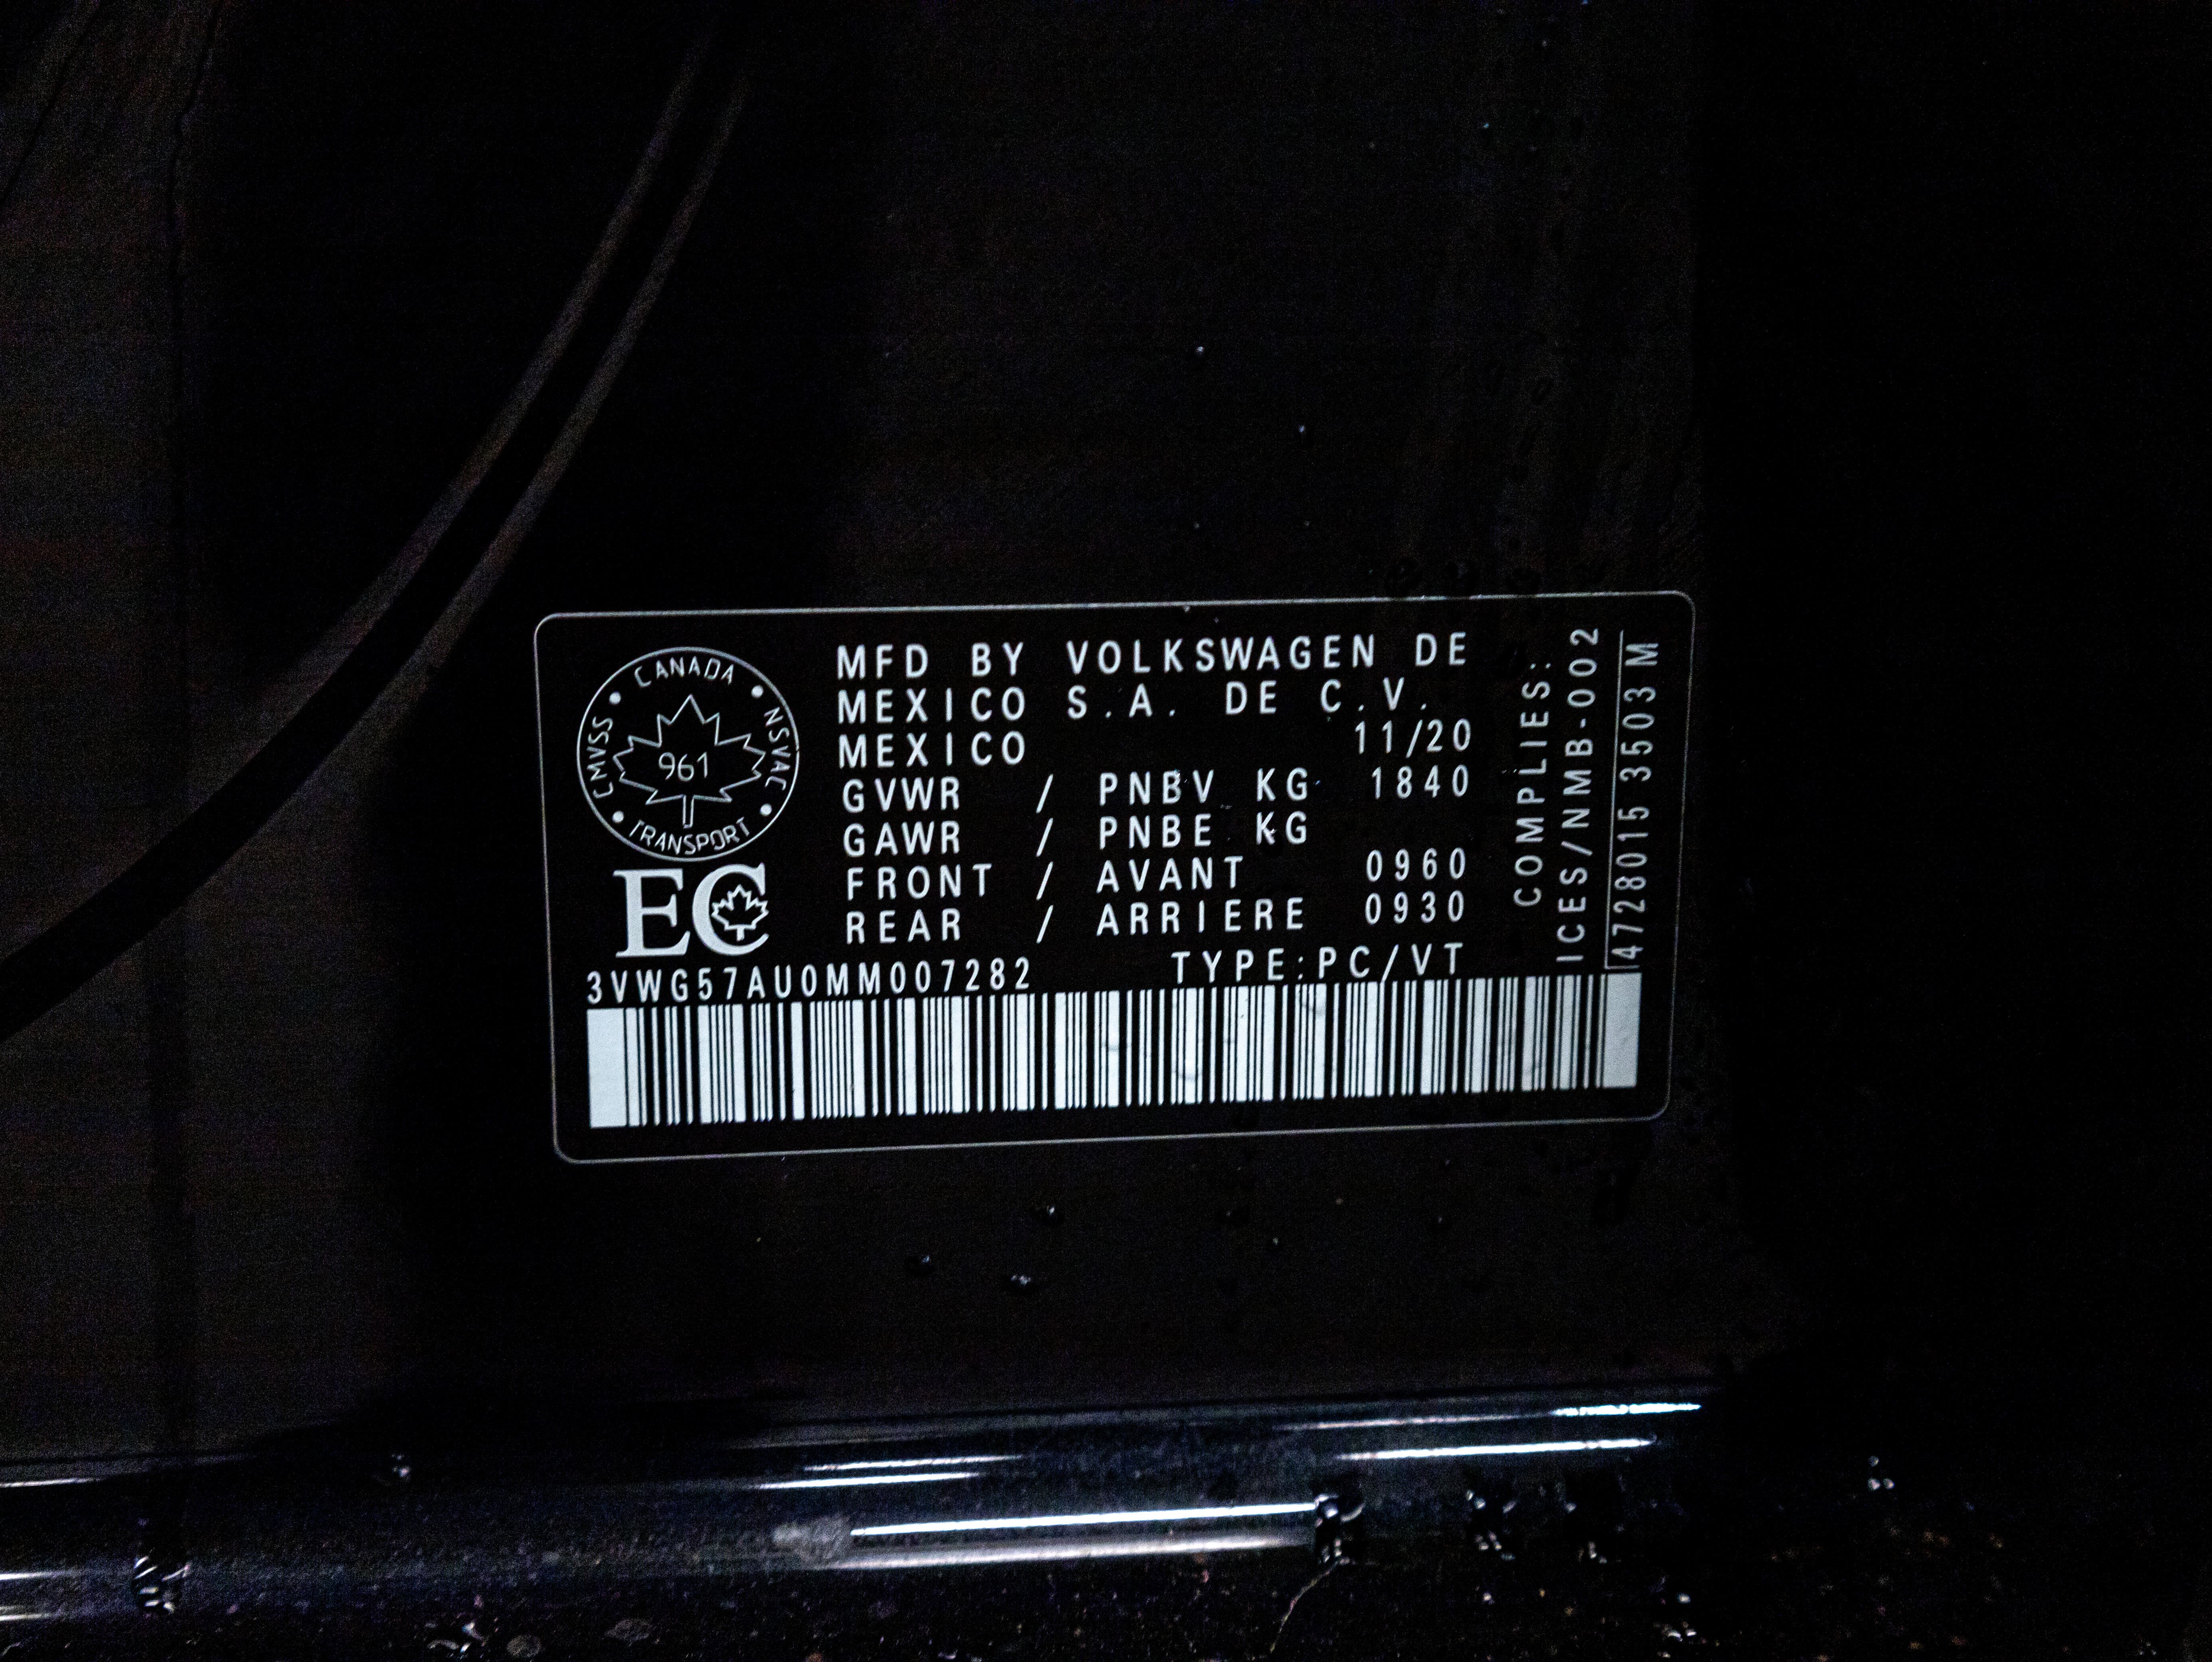 CANADA
NSVAC
TRANSPORT
CMVSS
961
EC
MFD BY VOLKSWAGEN DE
MEXICO S.A. DE C.V.
MEXICO 11/20
GVWR / PNBV KG 1840
GAWR / PNBE KG
FRONT / AVANT 0960
REAR / ARRIERE 0930
3VWG57AU0MM007282 TYPE:PC/VT
COMPLIES:
ICES/NMB-002
4728015 3503 M